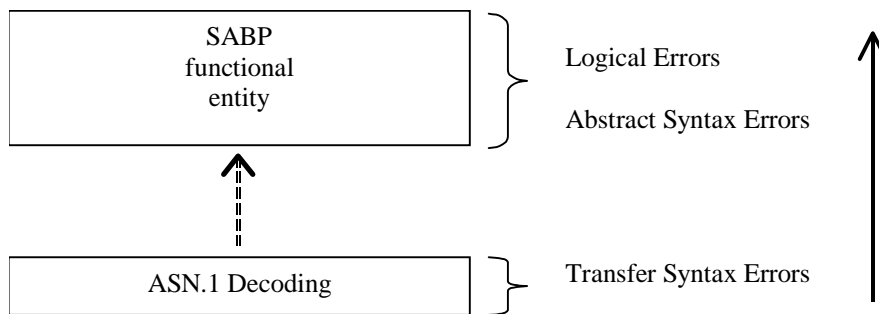 SABP
functional
entity
Logical Errors
Abstract Syntax Errors
ASN.1 Decoding
Transfer Syntax Errors